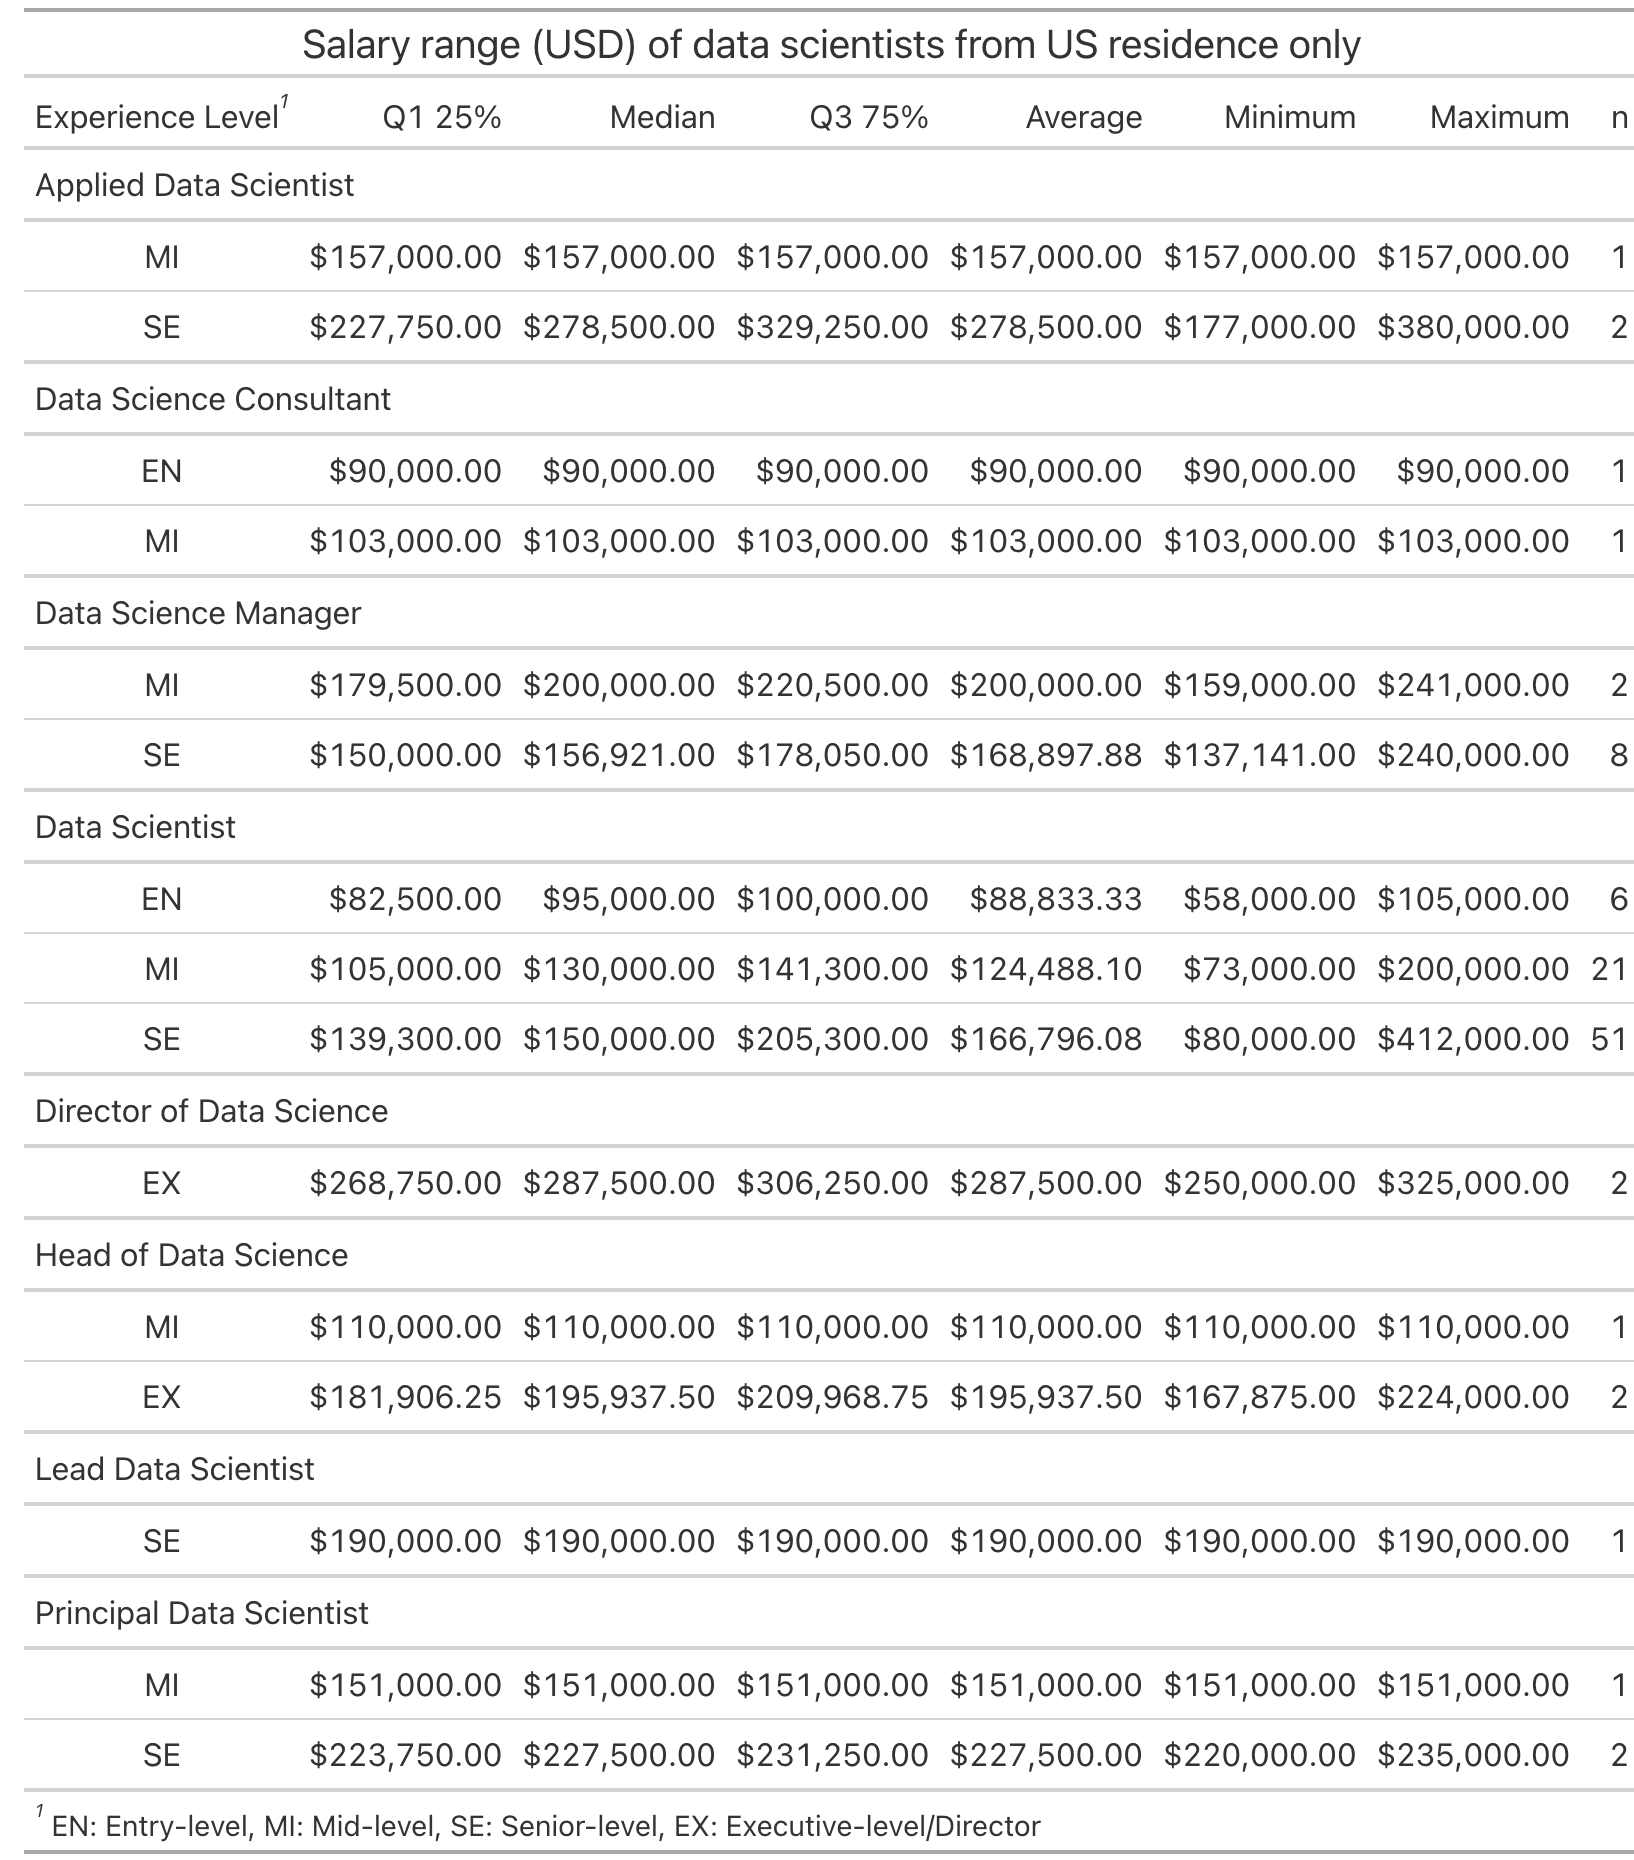 Salary range (USD) of data scientists from US residence only
Experience Level1 Q1 25% Median Q3 75% Average Minimum Maximum n
Applied Data Scientist
MI $157,000.00 $157,000.00 $157,000.00 $157,000.00 $157,000.00 $157,000.00 1
SE $227,750.00 $278,500.00 $329,250.00 $278,500.00 $177,000.00 $380,000.00 2
Data Science Consultant
EN $90,000.00 $90,000.00 $90,000.00 $90,000.00 $90,000.00 $90,000.00 1
MI $103,000.00 $103,000.00 $103,000.00 $103,000.00 $103,000.00 $103,000.00 1
Data Science Manager
MI $179,500.00 $200,000.00 $220,500.00 $200,000.00 $159,000.00 $241,000.00 2
SE $150,000.00 $156,921.00 $178,050.00 $168,897.88 $137,141.00 $240,000.00 8
Data Scientist
EN $82,500.00 $95,000.00 $100,000.00 $88,833.33 $58,000.00 $105,000.00 6
MI $105,000.00 $130,000.00 $141,300.00 $124,488.10 $73,000.00 $200,000.00 21
SE $139,300.00 $150,000.00 $205,300.00 $166,796.08 $80,000.00 $412,000.00 51
Director of Data Science
EX $268,750.00 $287,500.00 $306,250.00 $287,500.00 $250,000.00 $325,000.00 2
Head of Data Science
MI $110,000.00 $110,000.00 $110,000.00 $110,000.00 $110,000.00 $110,000.00 1
EX $181,906.25 $195,937.50 $209,968.75 $195,937.50 $167,875.00 $224,000.00 2
Lead Data Scientist
SE $190,000.00 $190,000.00 $190,000.00 $190,000.00 $190,000.00 $190,000.00 1
Principal Data Scientist
MI $151,000.00 $151,000.00 $151,000.00 $151,000.00 $151,000.00 $151,000.00 1
SE $223,750.00 $227,500.00 $231,250.00 $227,500.00 $220,000.00 $235,000.00 2
1 EN: Entry-level, MI: Mid-level, SE: Senior-level, EX: Executive-level/Director